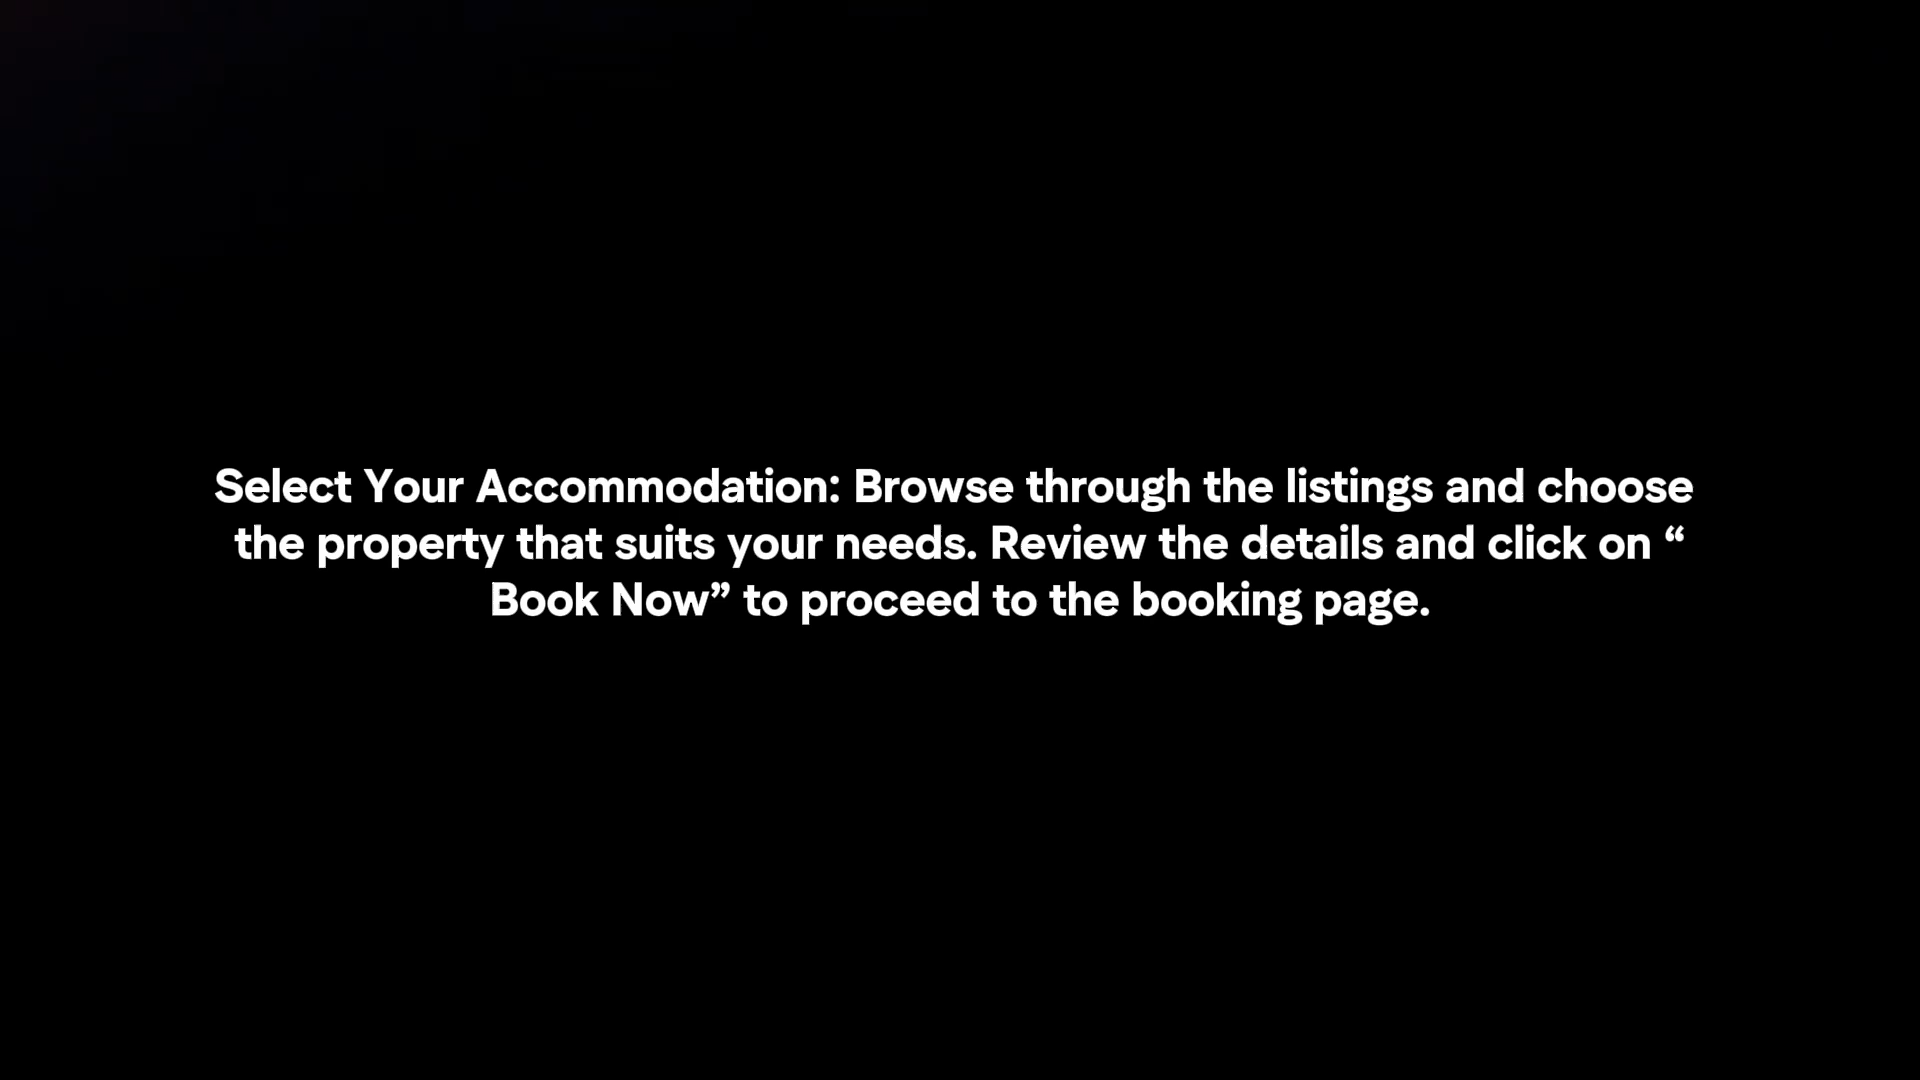 Select Your Accommodation: Browse through the listings and choose
the property that suits your needs. Review the details and click on “
Book Now” to proceed to the booking page.